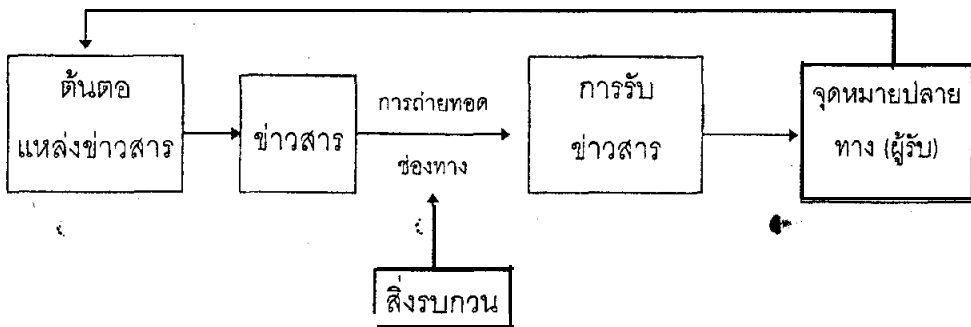 ต้นตอ
แหล่งข่าวสาร
ข่าวสาร
การถ่ายทอด
ช่องทาง
การรับ
ข่าวสาร
จุดหมายปลาย
ทาง (ผู้รับ)
สิ่งรบกวน